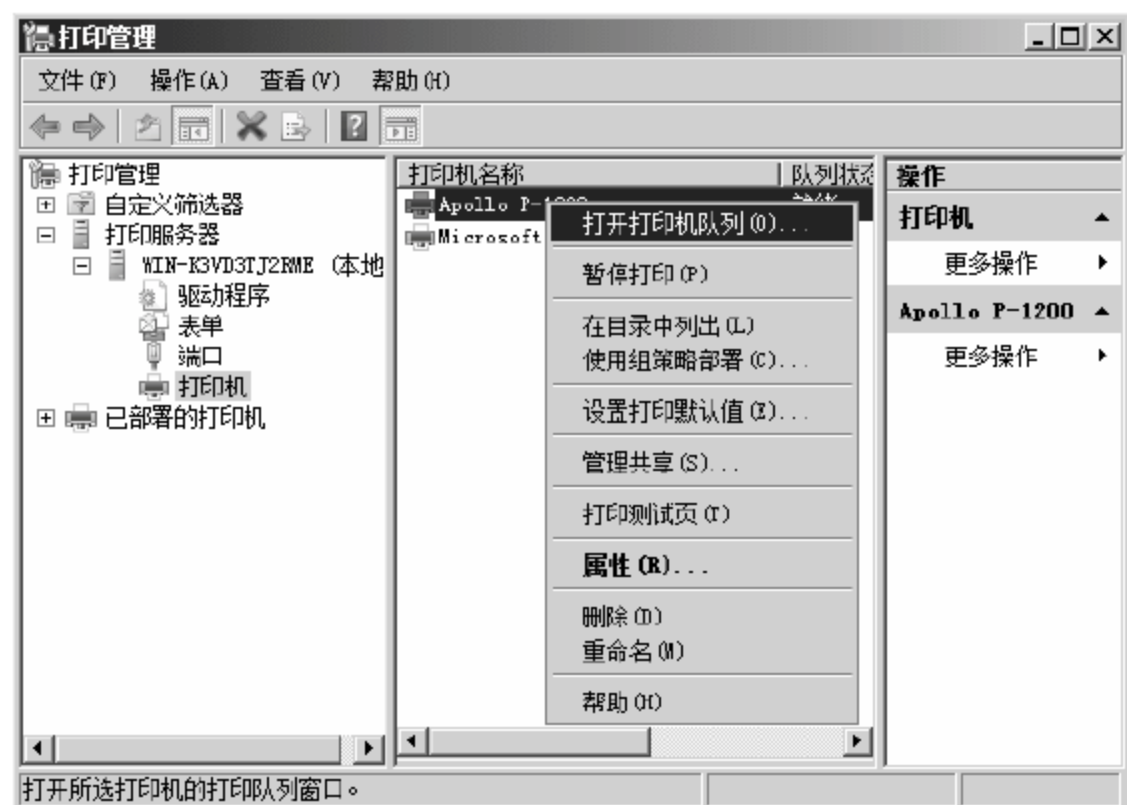 打印管理
文件(F) 操作(A) 查看(V) 帮助(H)
打印管理
自定义筛选器
打印服务器
WIN-K3VD3TJ2RME (本地
驱动程序
表单
端口
打印机
已部署的打印机
打印机名称 队列状态
Apollo P-1200 就绪
Microsoft
打开打印机队列(O)...
暂停打印(P)
在目录中列出(L)
使用组策略部署(C)...
设置打印默认值(E)...
管理共享(S)...
打印测试页(T)
属性(R)...
删除(D)
重命名(M)
帮助(H)
操作
打印机
更多操作
Apollo P-1200
更多操作
打开所选打印机的打印队列窗口。